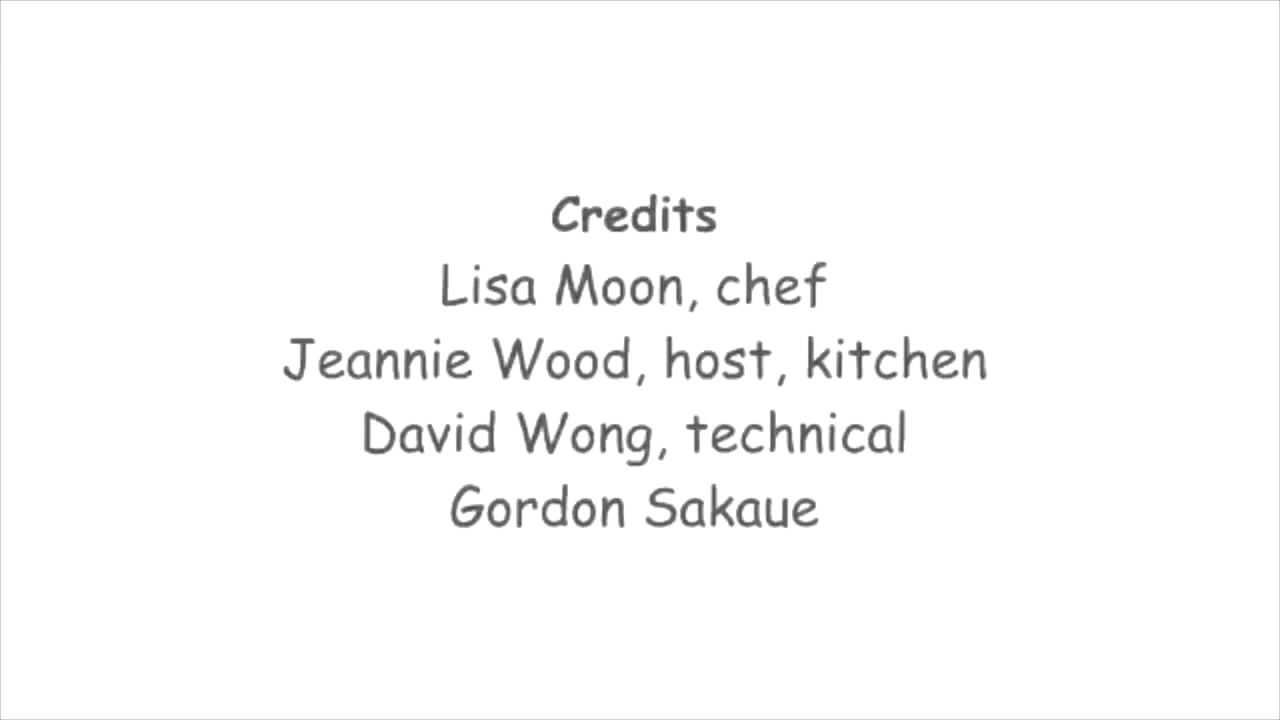 Credits
Lisa Moon, chef
Jeannie Wood, host, kitchen
David Wong, technical
Gordon Sakaue